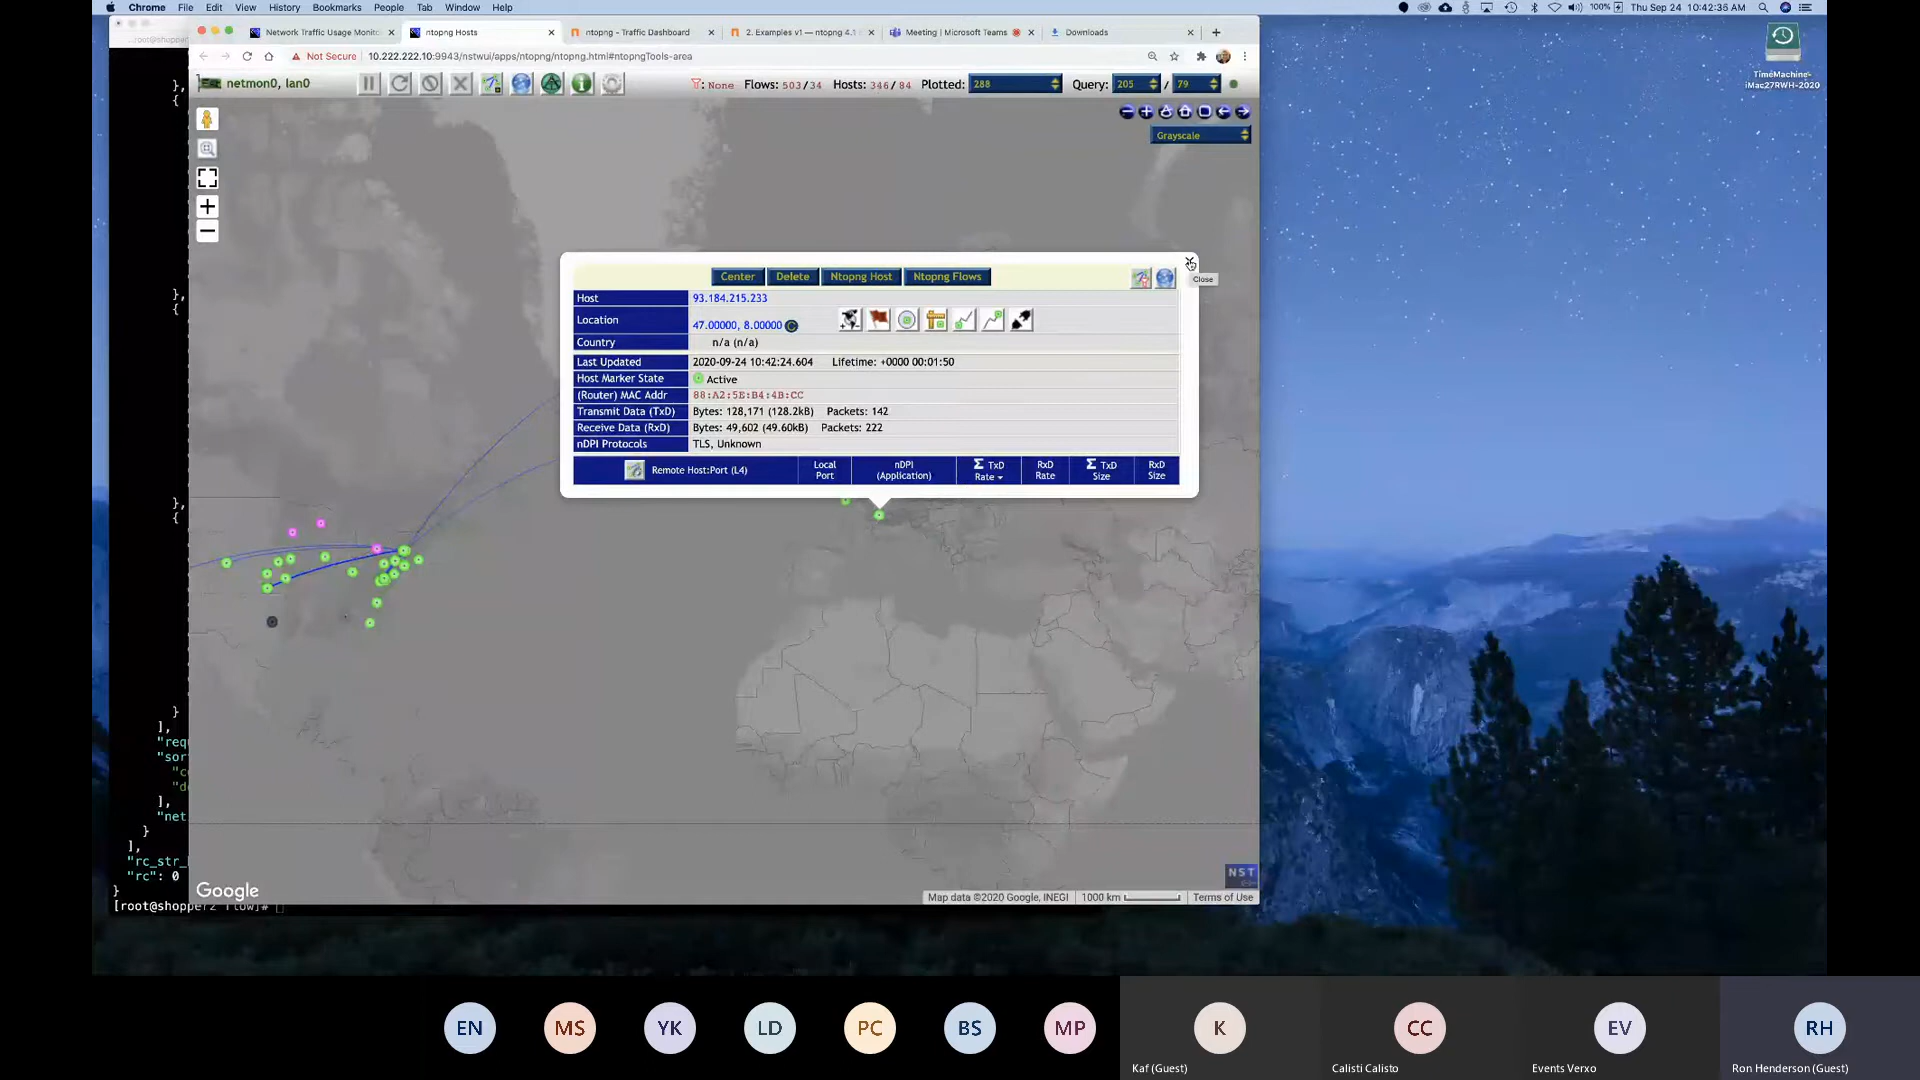 Chrome File Edit View History Bookmarks People Tab Window Help 100% Thu Sep 24 10:42:35 AM
Network Traffic Usage Monito ntopng Hosts ntopng - Traffic Dashboard 2. Examples v1 — ntopng 4.1 Meeting | Microsoft Teams Downloads
Not Secure 10.222.222.10:9943/nstwui/apps/ntopng/ntopng.html#ntopngTools-area
netmon0, lan0 None Flows: 503/34 Hosts: 346/84 Plotted: 288 Query: 205 / 79
TimeMachine-
iMac27RWH-2020
Grayscale
Center Delete Ntopng Host Ntopng Flows
Close
Host 93.184.215.233
Location 47.00000, 8.00000
Country n/a (n/a)
Last Updated 2020-09-24 10:42:24.604 Lifetime: +0000 00:01:50
Host Marker State Active
(Router) MAC Addr 88:A2:5E:B4:4B:CC
Transmit Data (TxD) Bytes: 128,171 (128.2kB) Packets: 142
Receive Data (RxD) Bytes: 49,602 (49.60kB) Packets: 222
nDPI Protocols TLS, Unknown
Remote Host:Port (L4) Local Port nDPI (Application) Σ TxD Rate RxD Rate Σ TxD Size RxD Size
},
{
},
{
},
{
}
],
"requ
"sor
"c
"d
],
"net
}
],
"rc_str_
"rc": 0
}
[root@shopper2 flow]#
Google
NST
Map data ©2020 Google, INEGI 1000 km Terms of Use
EN MS YK LD PC BS MP K CC EV RH
Kaf (Guest) Calisti Calisto Events Verxo Ron Henderson (Guest)